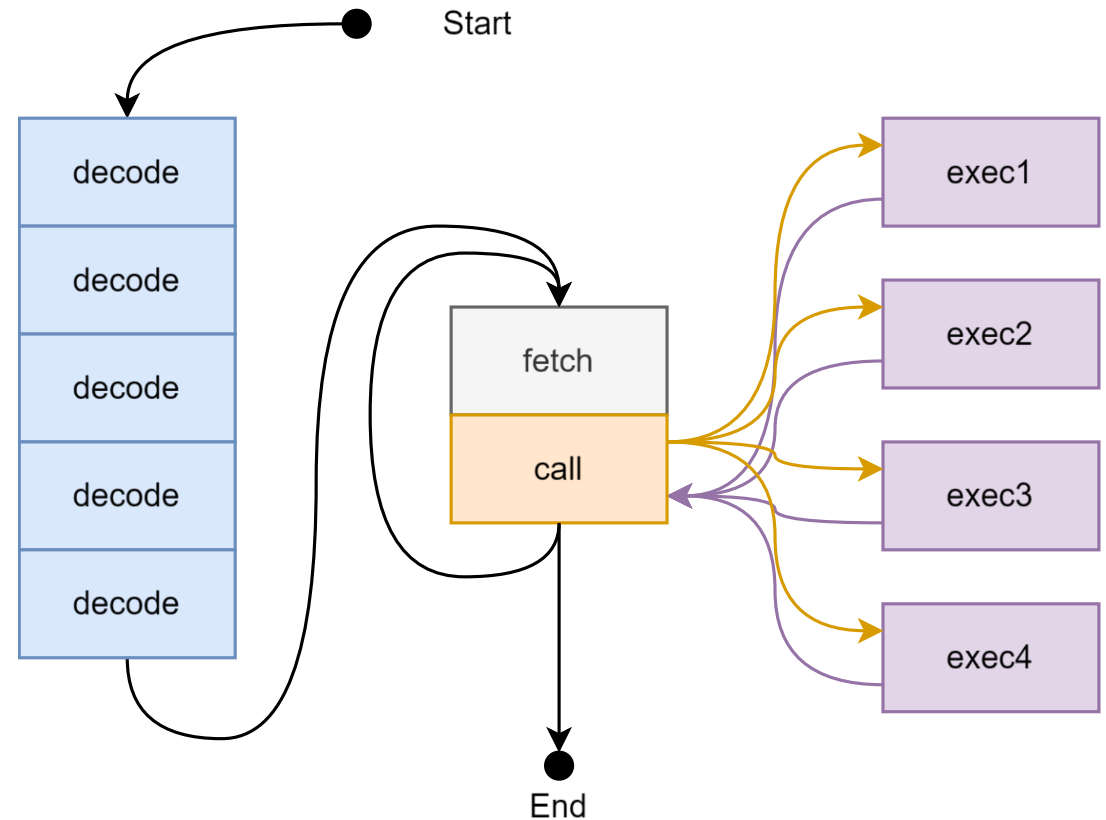 Start
decode
decode
decode
decode
decode
fetch
call
exec1
exec2
exec3
exec4
End